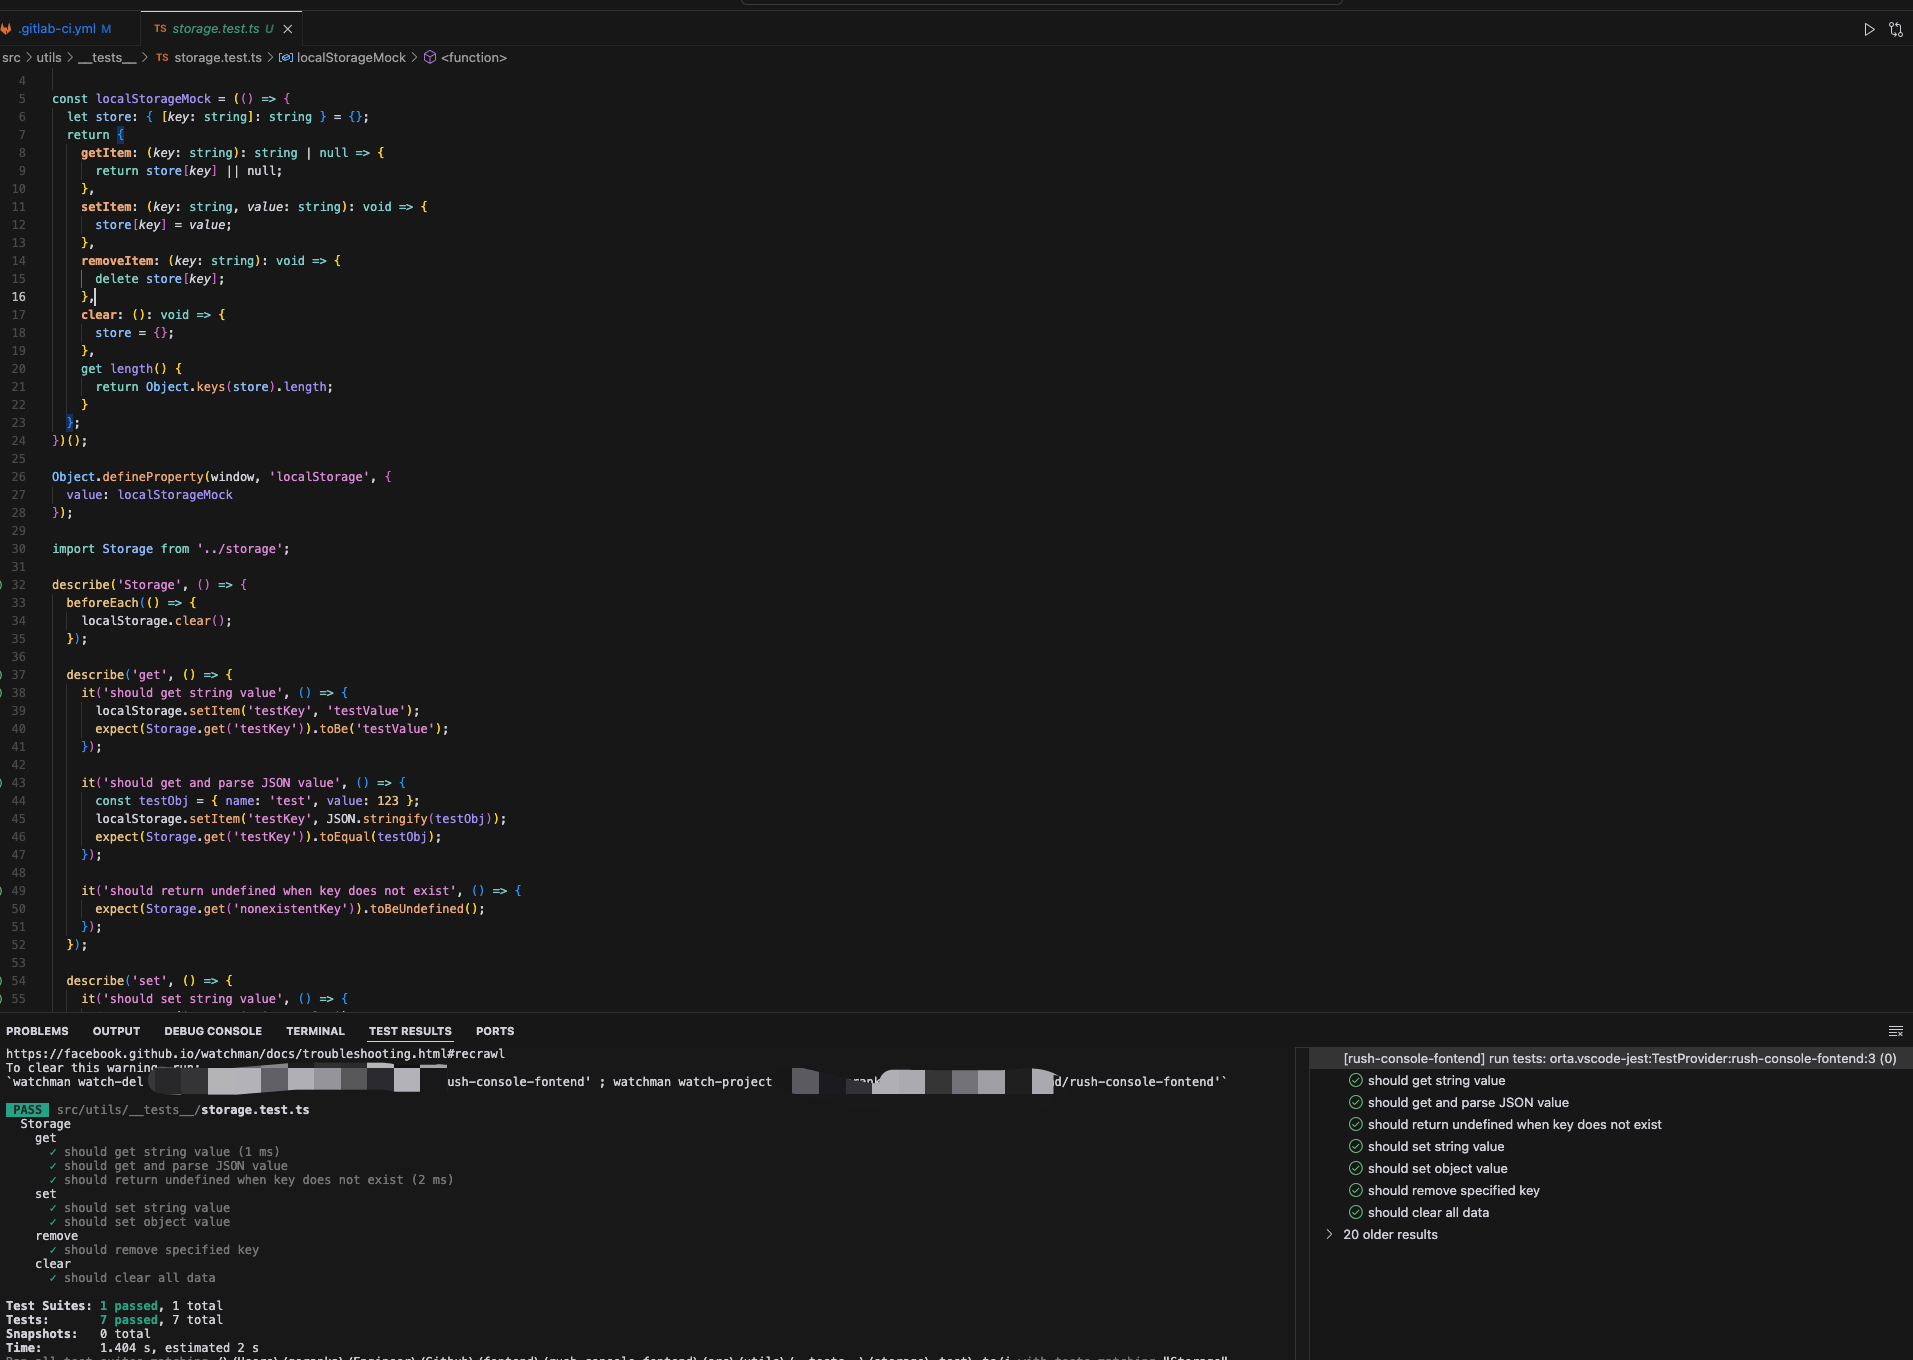 .gitlab-ci.yml M
TS storage.test.ts U
src > utils > __tests__ > TS storage.test.ts > localStorageMock > <function>
4
5 const localStorageMock = (() => {
6 let store: { [key: string]: string } = {};
7 return {
8 getItem: (key: string): string | null => {
9 return store[key] || null;
10 },
11 setItem: (key: string, value: string): void => {
12 store[key] = value;
13 },
14 removeItem: (key: string): void => {
15 delete store[key];
16 },
17 clear: (): void => {
18 store = {};
19 },
20 get length() {
21 return Object.keys(store).length;
22 }
23 };
24 })();
25
26 Object.defineProperty(window, 'localStorage', {
27 value: localStorageMock
28 });
29
30 import Storage from '../storage';
31
32 describe('Storage', () => {
33 beforeEach(() => {
34 localStorage.clear();
35 });
36
37 describe('get', () => {
38 it('should get string value', () => {
39 localStorage.setItem('testKey', 'testValue');
40 expect(Storage.get('testKey')).toBe('testValue');
41 });
42
43 it('should get and parse JSON value', () => {
44 const testObj = { name: 'test', value: 123 };
45 localStorage.setItem('testKey', JSON.stringify(testObj));
46 expect(Storage.get('testKey')).toEqual(testObj);
47 });
48
49 it('should return undefined when key does not exist', () => {
50 expect(Storage.get('nonexistentKey')).toBeUndefined();
51 });
52 });
53
54 describe('set', () => {
55 it('should set string value', () => {
PROBLEMS OUTPUT DEBUG CONSOLE TERMINAL TEST RESULTS PORTS
https://facebook.github.io/watchman/docs/troubleshooting.html#recrawl
To clear this warning, run:
`watchman watch-del ush-console-fontend' ; watchman watch-project d/rush-console-fontend'`
PASS src/utils/__tests__/storage.test.ts
Storage
get
✓ should get string value (1 ms)
✓ should get and parse JSON value
✓ should return undefined when key does not exist (2 ms)
set
✓ should set string value
✓ should set object value
remove
✓ should remove specified key
clear
✓ should clear all data
Test Suites: 1 passed, 1 total
Tests: 7 passed, 7 total
Snapshots: 0 total
Time: 1.404 s, estimated 2 s
[rush-console-fontend] run tests: orta.vscode-jest:TestProvider:rush-console-fontend:3 (0)
should get string value
should get and parse JSON value
should return undefined when key does not exist
should set string value
should set object value
should remove specified key
should clear all data
20 older results